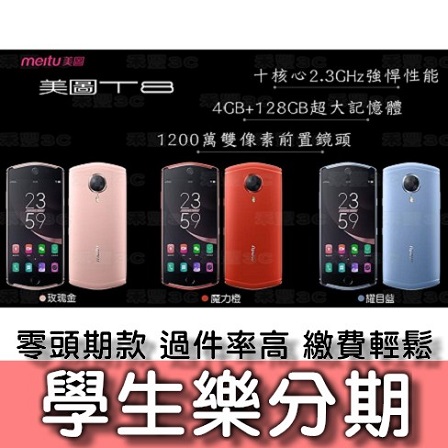 meitu美圖
美圖T8
十核心2.3GHz強悍性能
4GB+128GB超大記憶體
1200萬雙像素前置鏡頭
23
59
23
59
23
59
玫瑰金
魔力橙
耀目藍
零頭期款 過件率高 繳費輕鬆
學生樂分期